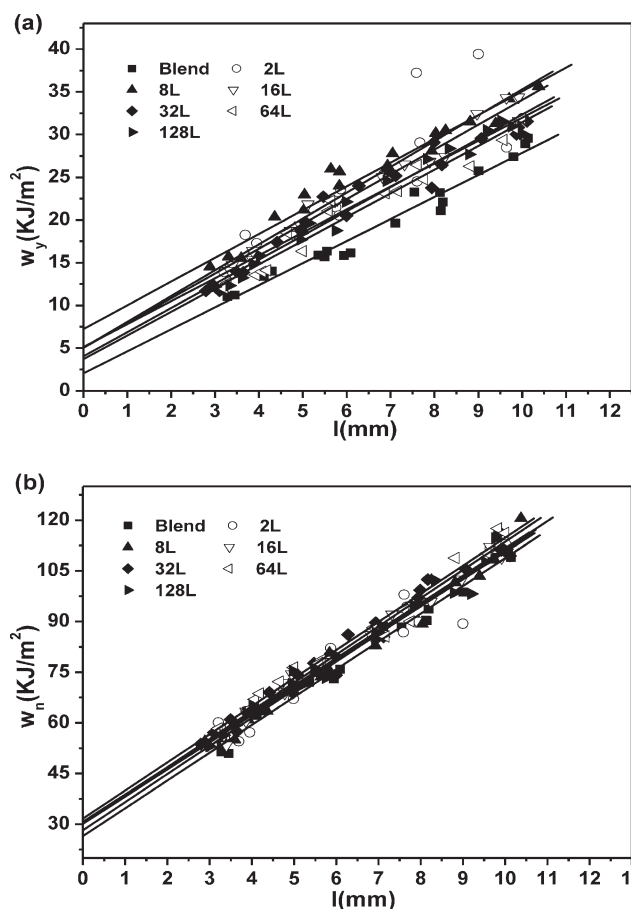 (a)
40
35
30
25
20
15
10
5
0
w_y(KJ/m²)
Blend 2L
8L 16L
32L 64L
128L
0 1 2 3 4 5 6 7 8 9 10 11 12
l(mm)
(b)
120
105
90
75
60
45
30
w_n(KJ/m²)
Blend 2L
8L 16L
32L 64L
128L
0 1 2 3 4 5 6 7 8 9 10 11 12 1
l(mm)